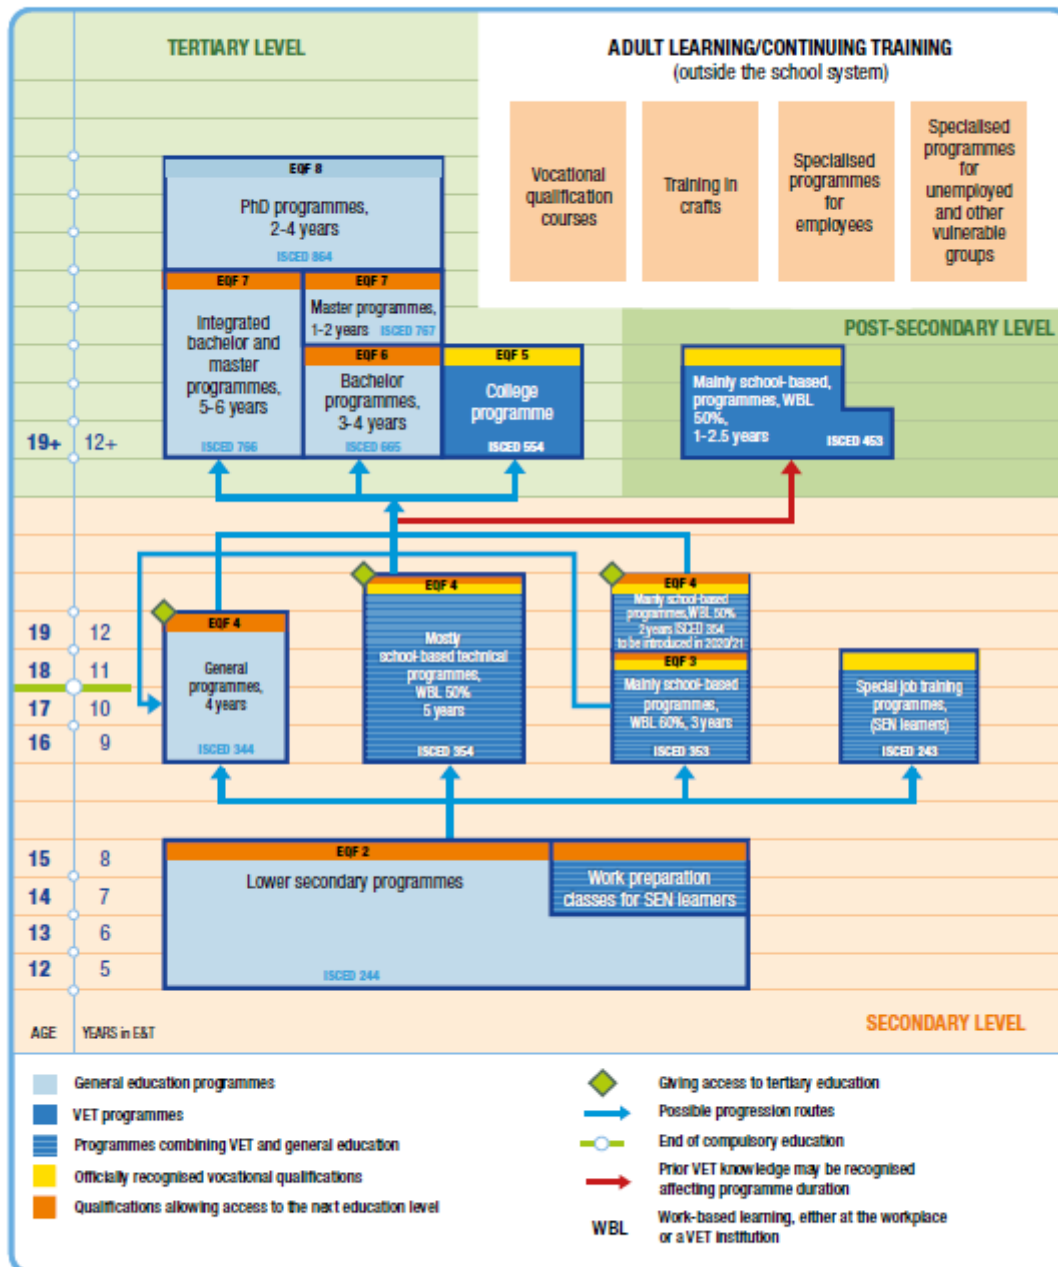 TERTIARY LEVEL
ADULT LEARNING/CONTINUING TRAINING
(outside the school system)
Vocational
qualification
courses
Training in
crafts
Specialised
programmes
for
employees
Specialised
programmes
for
unemployed
and other
vulnerable
groups
EQF 8
PhD programmes,
2-4 years
ISCED 864
EQF 7
Integrated
bachelor and
master
programmes,
5-6 years
ISCED 766
EQF 7
Master programmes,
1-2 years ISCED 767
EQF 6
Bachelor
programmes,
3-4 years
ISCED 665
EQF 5
College
programme
ISCED 554
POST-SECONDARY LEVEL
Mainly school-based,
programmes, WBL
50%,
1-2.5 years
ISCED 453
19+ 12+
EQF 4
General
programmes,
4 years
ISCED 344
EQF 4
Mostly
school-based technical
programmes,
WBL 50%
5 years
ISCED 354
EQF 4
Mainly school-based
programmes, WBL 50%
2 years ISCED 354
to be introduced in 2020/21
EQF 3
Mainly school-based
programmes,
WBL 60%, 3 years
ISCED 353
Special job training
programmes,
(SEN learners)
ISCED 243
19 12
18 11
17 10
16 9
EQF 2
Lower secondary programmes
ISCED 244
Work preparation
classes for SEN learners
15 8
14 7
13 6
12 5
AGE YEARS in E&T
SECONDARY LEVEL
General education programmes
VET programmes
Programmes combining VET and general education
Officially recognised vocational qualifications
Qualifications allowing access to the next education level
Giving access to tertiary education
Possible progression routes
End of compulsory education
Prior VET knowledge may be recognised
affecting programme duration
WBL Work-based learning, either at the workplace
or a VET institution